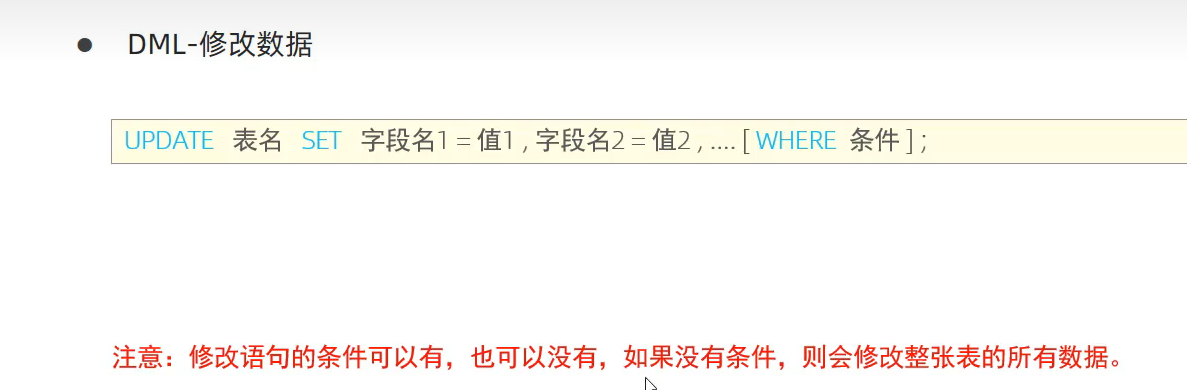 ● DML-修改数据
UPDATE 表名 SET 字段名1 = 值1 , 字段名2 = 值2 , .... [ WHERE 条件 ] ;
注意：修改语句的条件可以有，也可以没有，如果没有条件，则会修改整张表的所有数据。